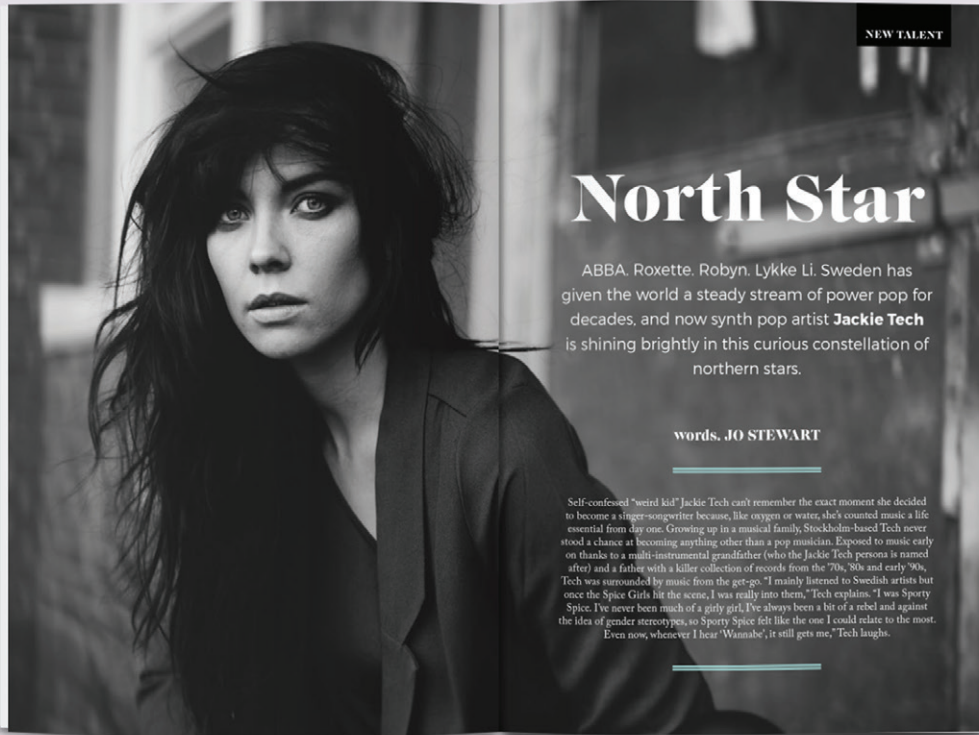 NEW TALENT
North Star
ABBA. Roxette. Robyn. Lykke Li. Sweden has
given the world a steady stream of power pop for
decades, and now synth pop artist Jackie Tech
is shining brightly in this curious constellation of
northern stars.
words. JO STEWART
Self-confessed “weird kid” Jackie Tech can’t remember the exact moment she decided
to become a singer-songwriter because, like oxygen or water, she’s counted music a life
essential from day one. Growing up in a musical family, Stockholm-based Tech never
stood a chance at becoming anything other than a pop musician. Exposed to music early
on thanks to a multi-instrumental grandfather (who the Jackie Tech persona is named
after) and a father with a killer collection of records from the ’70s, ’80s and early ’90s,
Tech was surrounded by music from the get-go. “I mainly listened to Swedish artists but
once the Spice Girls hit the scene, I was really into them,” Tech explains. “I was Sporty
Spice. I’ve never been much of a girly girl, I’ve always been a bit of a rebel and against
the idea of gender stereotypes, so Sporty Spice felt like the one I could relate to the most.
Even now, whenever I hear ‘Wannabe’, it still gets me,” Tech laughs.